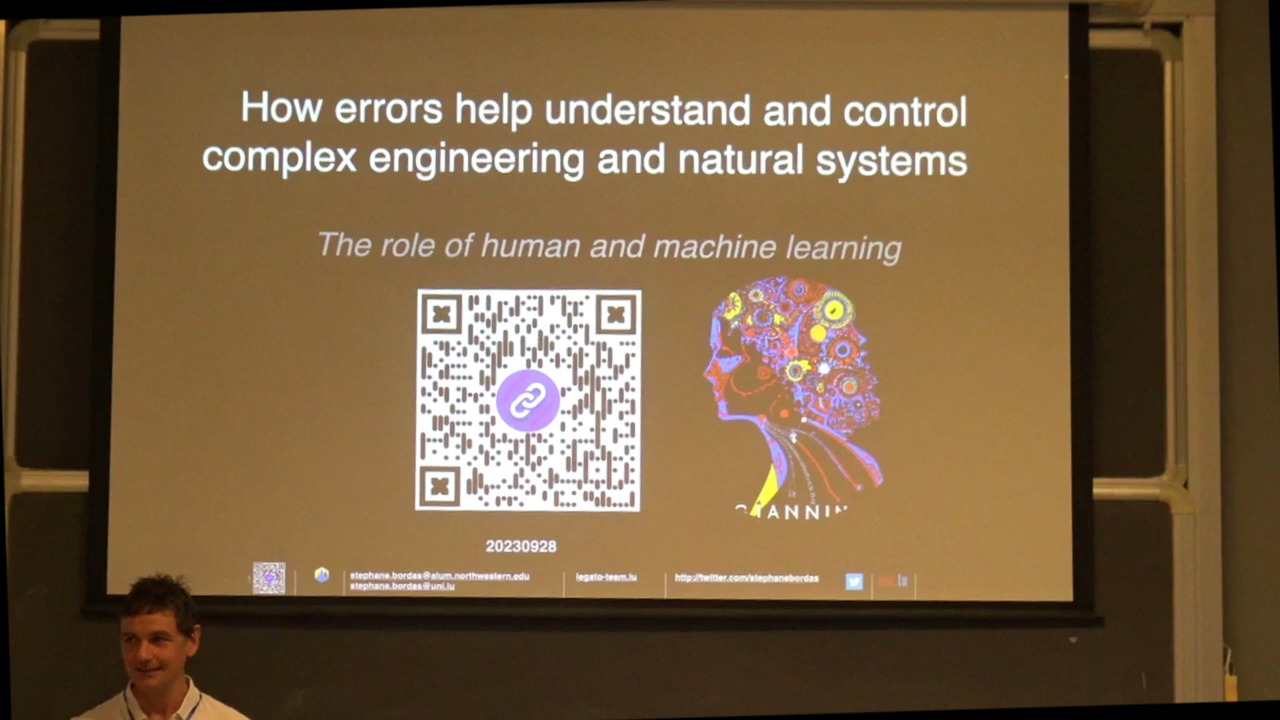 How errors help understand and control
complex engineering and natural systems
The role of human and machine learning
20230928
stephane.bordas@alum.northwestern.edu
stephane.bordas@uni.lu
legato-team.lu
http://twitter.com/stephanebordas